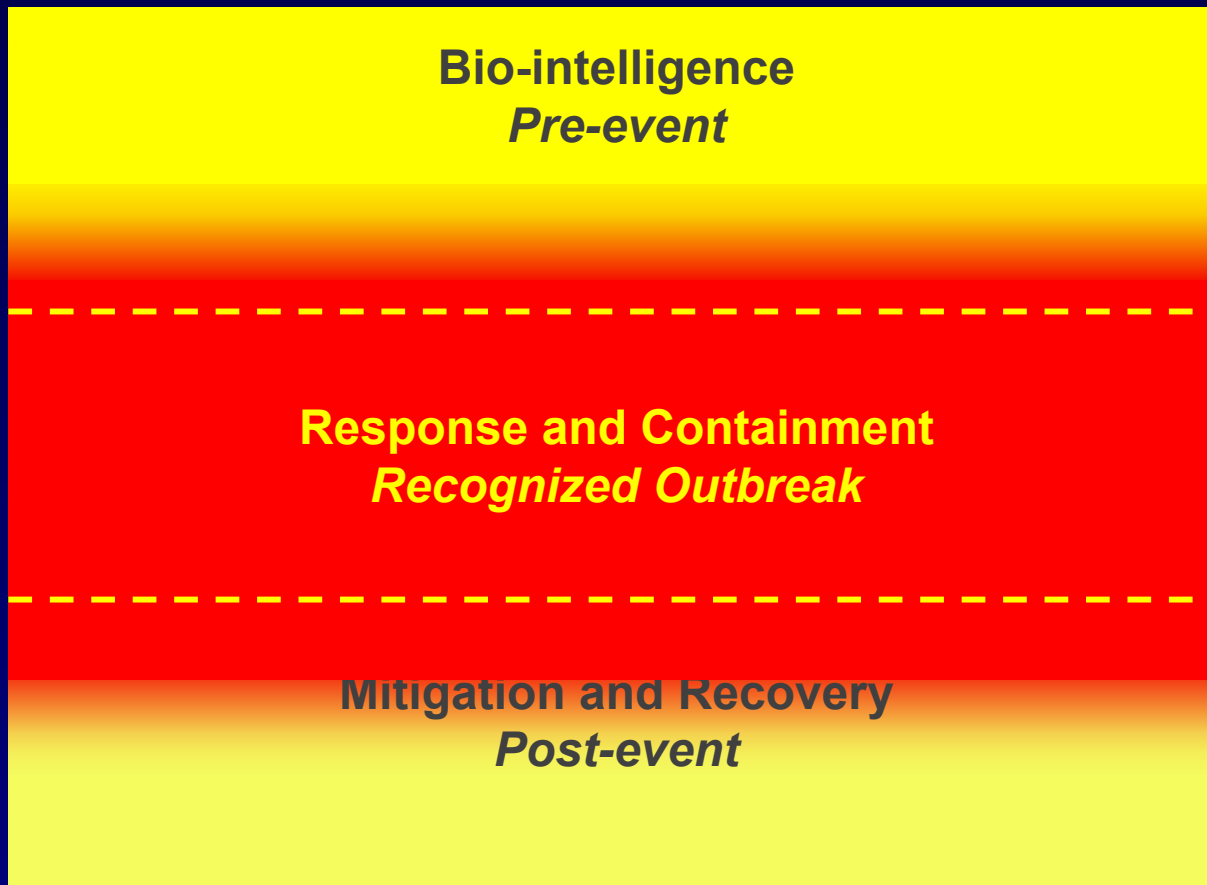 Bio-intelligence
Pre-event
Response and Containment
Recognized Outbreak
Mitigation and Recovery
Post-event